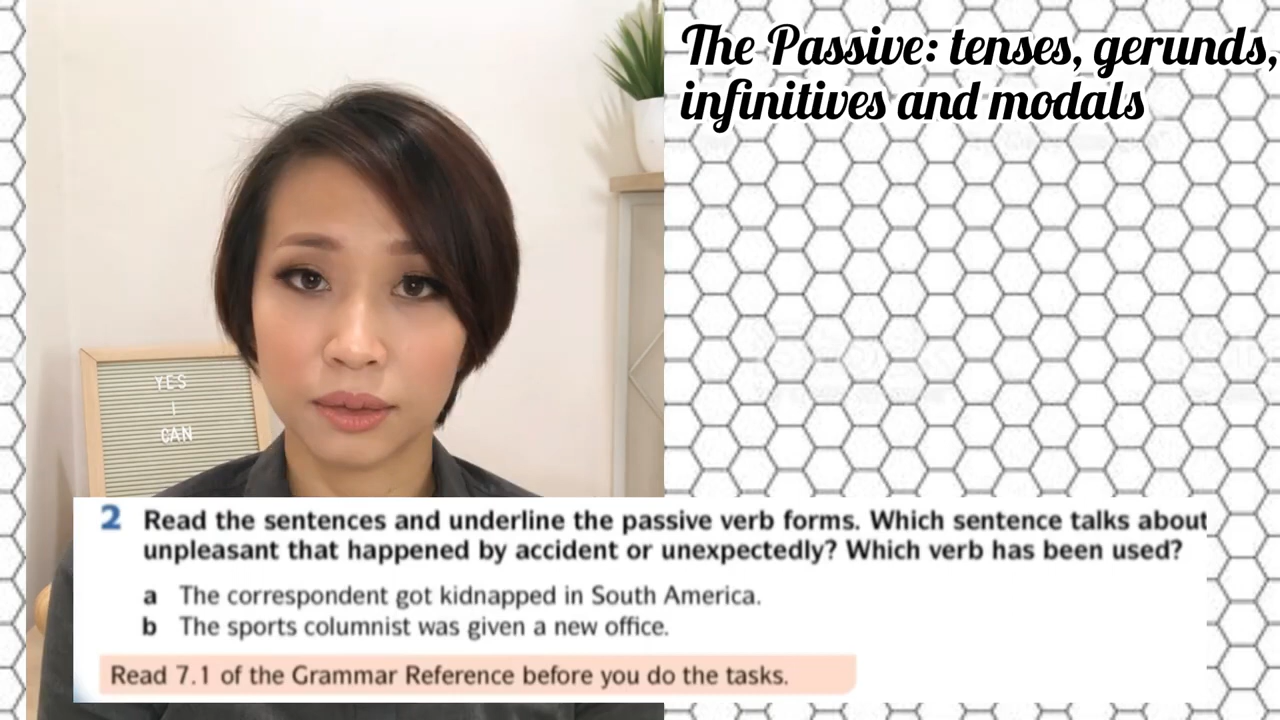 The Passive: tenses, gerunds,
infinitives and modals
YES
I
CAN
2 Read the sentences and underline the passive verb forms. Which sentence talks about
unpleasant that happened by accident or unexpectedly? Which verb has been used?
a The correspondent got kidnapped in South America.
b The sports columnist was given a new office.
Read 7.1 of the Grammar Reference before you do the tasks.